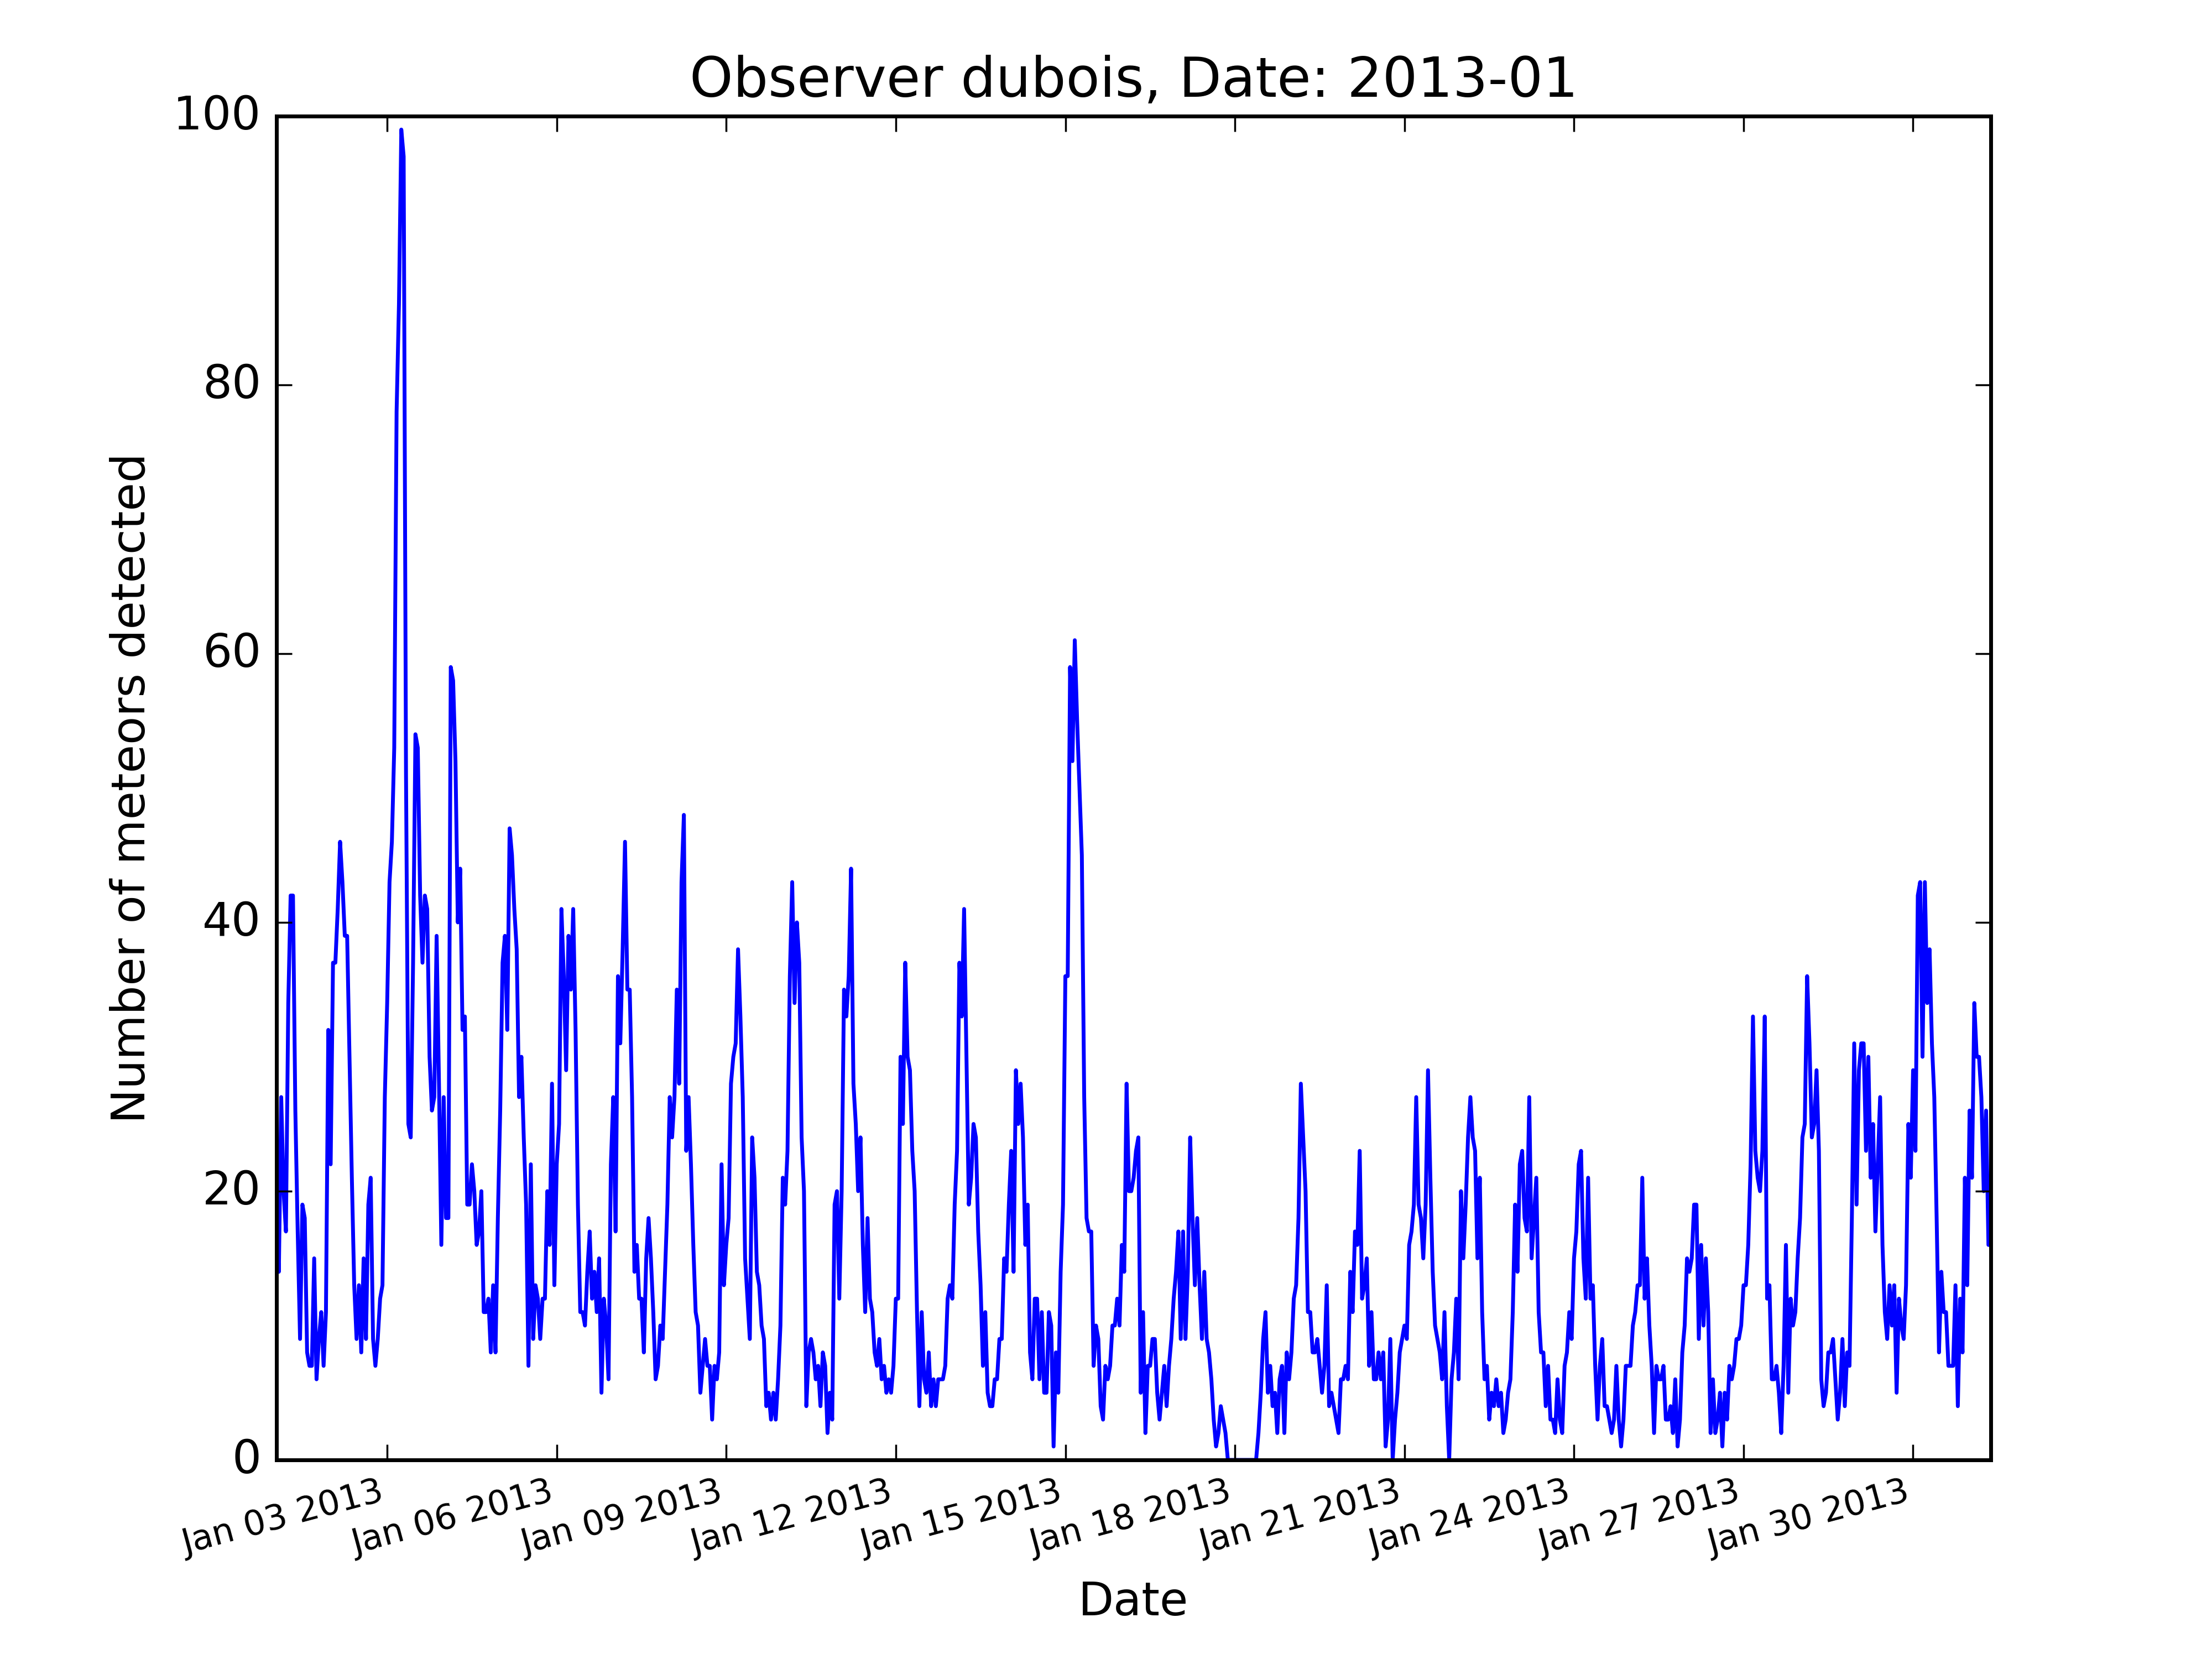 Observer dubois, Date: 2013-01
100
80
60
40
20
0
Number of meteors detected
Jan 03 2013
Jan 06 2013
Jan 09 2013
Jan 12 2013
Jan 15 2013
Jan 18 2013
Jan 21 2013
Jan 24 2013
Jan 27 2013
Jan 30 2013
Date